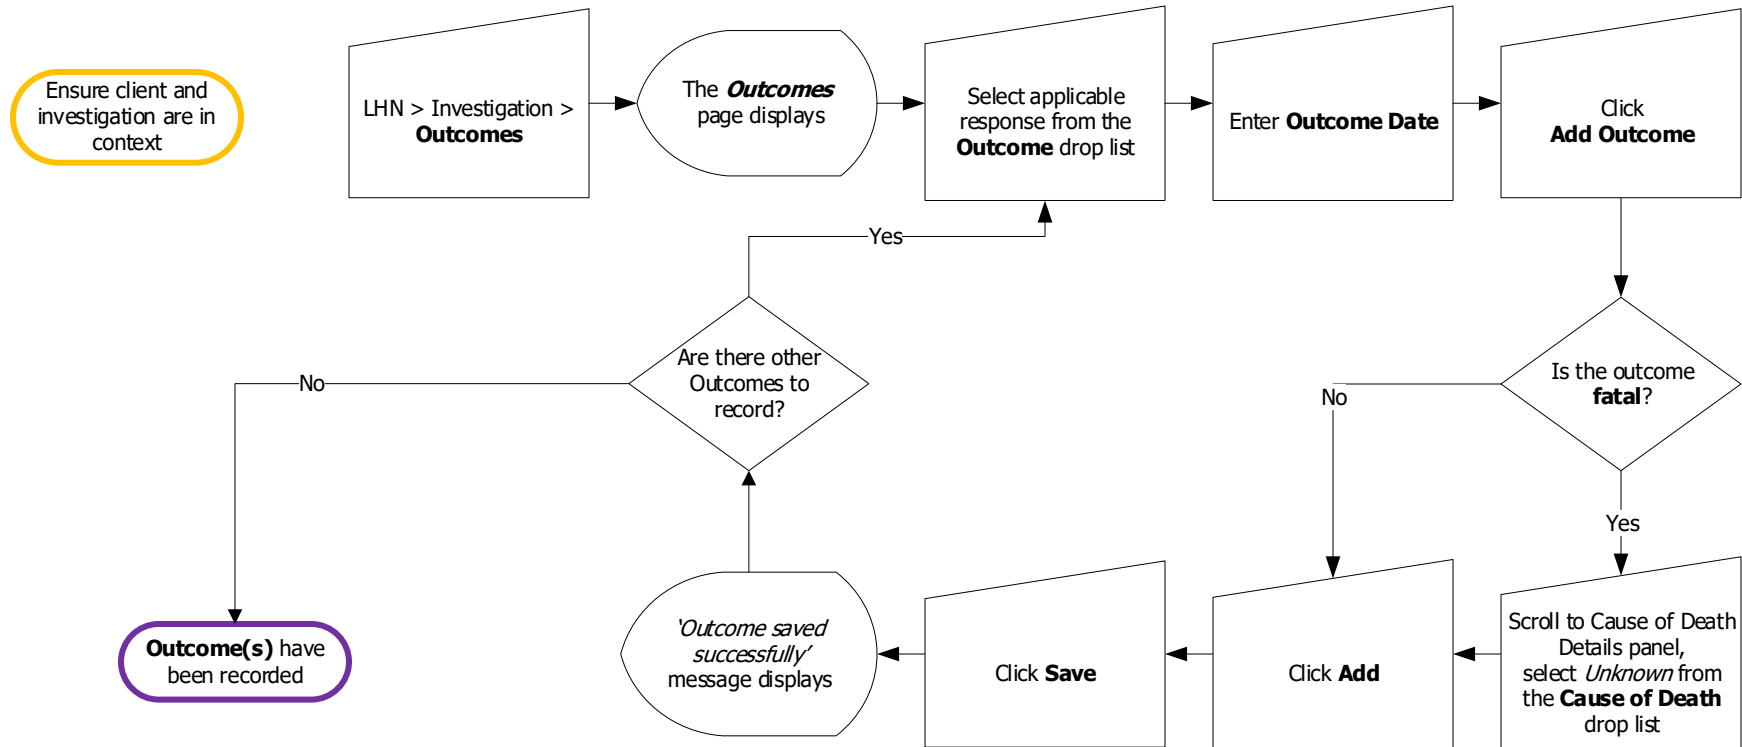 Ensure client and
investigation are in
context
LHN > Investigation >
Outcomes
The Outcomes
page displays
Select applicable
response from the
Outcome drop list
Enter Outcome Date
Click
Add Outcome
Yes
Are there other
Outcomes to
record?
No
Is the outcome
fatal?
No
Yes
Outcome(s) have
been recorded
‘Outcome saved
successfully’
message displays
Click Save
Click Add
Scroll to Cause of Death
Details panel,
select Unknown from
the Cause of Death
drop list